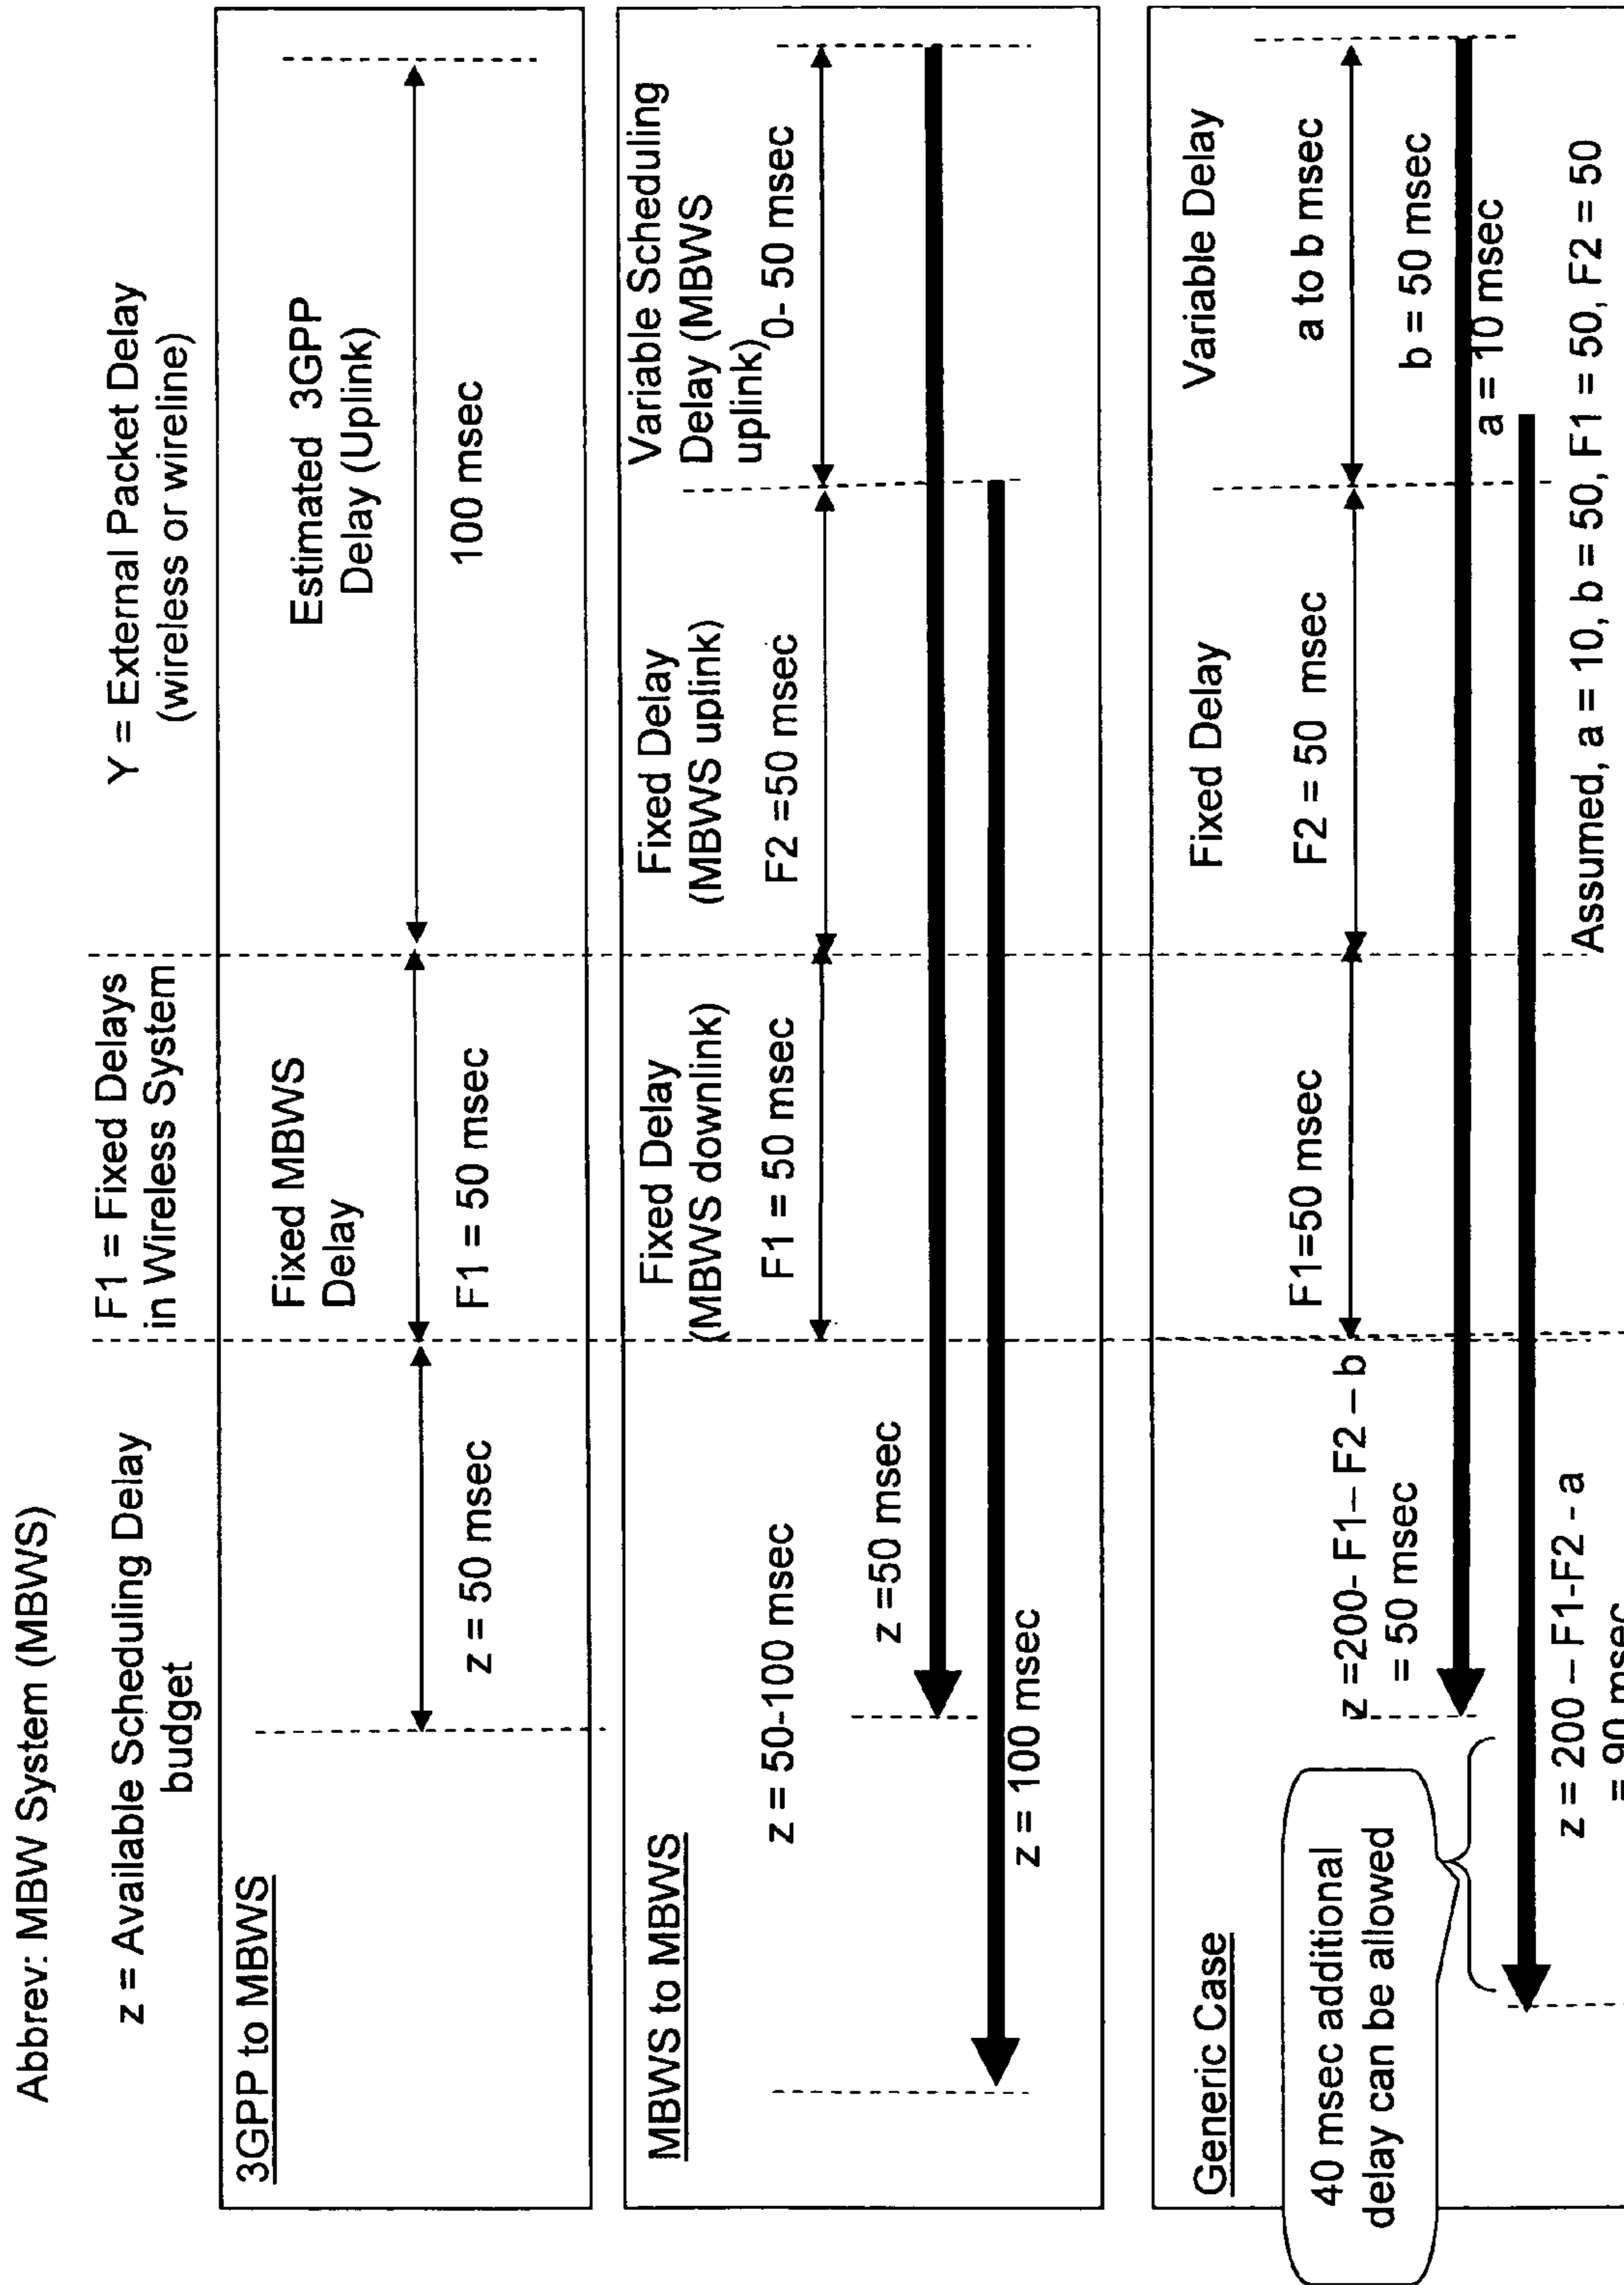 Abbrev: MBW System (MBWS)
z = Available Scheduling Delay
budget
F1 = Fixed Delays
in Wireless System
Y = External Packet Delay
(wireless or wireline)
3GPP to MBWS
z = 50 msec
Fixed MBWS
Delay
F1 = 50 msec
Estimated 3GPP
Delay (Uplink)
100 msec
MBWS to MBWS
z = 50-100 msec
z =50 msec
z = 100 msec
Fixed Delay
(MBWS downlink)
F1 = 50 msec
Fixed Delay
(MBWS uplink)
F2 =50 msec
Variable Scheduling
Delay (MBWS
uplink)
0- 50 msec
Generic Case
40 msec additional
delay can be allowed
z =200- F1– F2 – b
= 50 msec
z = 200 – F1-F2 - a
= 90 msec
F1=50 msec
Fixed Delay
F2 = 50 msec
Variable Delay
a to b msec
b = 50 msec
a = 10 msec
Assumed, a = 10, b = 50, F1 = 50, F2 = 50